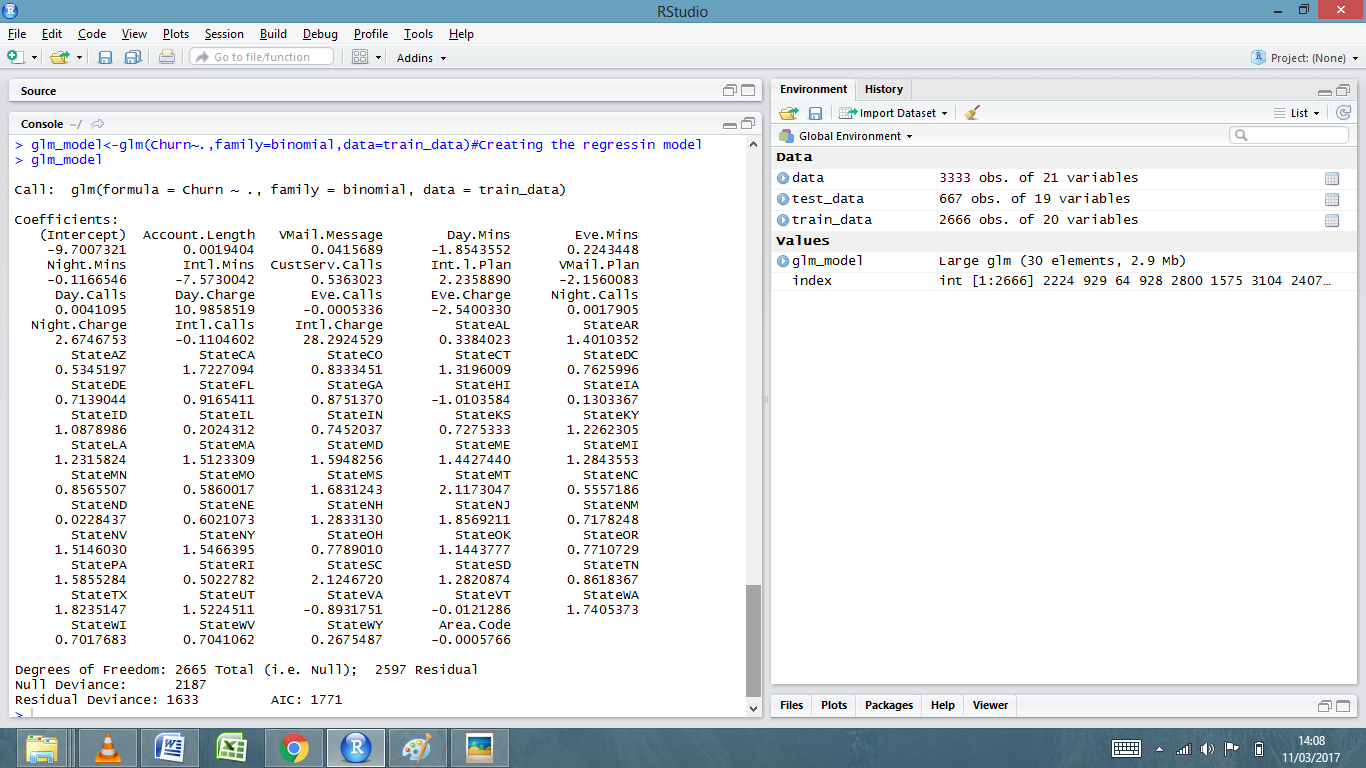 RStudio
File Edit Code View Plots Session Build Debug Profile Tools Help
Go to file/function Addins Project: (None)
Source
Console ~/
> glm_model<-glm(Churn~.,family=binomial,data=train_data)#Creating the regressin model
> glm_model
Call: glm(formula = Churn ~ ., family = binomial, data = train_data)
Coefficients:
(Intercept) Account.Length VMail.Message Day.Mins Eve.Mins
-9.7007321 0.0019404 0.0415689 -1.8543552 0.2243448
Night.Mins Intl.Mins CustServ.Calls Int.l.Plan VMail.Plan
-0.1166546 -7.5730042 0.5363023 2.2358890 -2.1560083
Day.Calls Day.Charge Eve.Calls Eve.Charge Night.Calls
0.0041095 10.9858519 -0.0005336 -2.5400330 0.0017905
Night.Charge Intl.Calls Intl.Charge StateAL StateAR
2.6746753 -0.1104602 28.2924529 0.3384023 1.4010352
StateAZ StateCA StateCO StateCT StateDC
0.5345197 1.7227094 0.8333451 1.3196009 0.7625996
StateDE StateFL StateGA StateHI StateIA
0.7139044 0.9165411 0.8751370 -1.0103584 0.1303367
StateID StateIL StateIN StateKS StateKY
1.0878986 0.2024312 0.7452037 0.7275333 1.2262305
StateLA StateMA StateMD StateME StateMI
1.2315824 1.5123309 1.5948256 1.4427440 1.2843553
StateMN StateMO StateMS StateMT StateNC
0.8565507 0.5860017 1.6831243 2.1173047 0.5557186
StateND StateNE StateNH StateNJ StateNM
0.0228437 0.6021073 1.2833130 1.8569211 0.7178248
StateNV StateNY StateOH StateOK StateOR
1.5146030 1.5466395 0.7789010 1.1443777 0.7710729
StatePA StateRI StateSC StateSD StateTN
1.5855284 0.5022782 2.1246720 1.2820874 0.8618367
StateTX StateUT StateVA StateVT StateWA
1.8235147 1.5224511 -0.8931751 -0.0121286 1.7405373
StateWI StateWV StateWY Area.Code
0.7017683 0.7041062 0.2675487 -0.0005766
Degrees of Freedom: 2665 Total (i.e. Null); 2597 Residual
Null Deviance: 2187
Residual Deviance: 1633 AIC: 1771
>
Environment History
Import Dataset List
Global Environment
Data
data 3333 obs. of 21 variables
test_data 667 obs. of 19 variables
train_data 2666 obs. of 20 variables
Values
glm_model Large glm (30 elements, 2.9 Mb)
index int [1:2666] 2224 929 64 928 2800 1575 3104 2407…
Files Plots Packages Help Viewer
14:08
11/03/2017